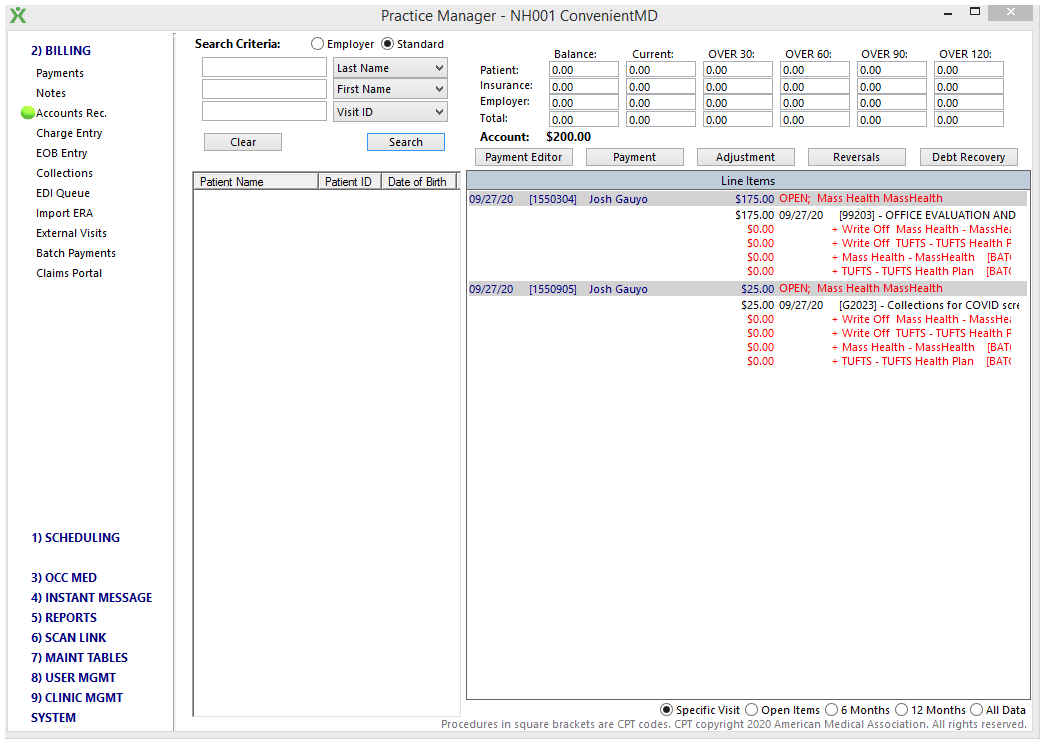 Practice Manager - NH001 ConvenientMD
2) BILLING
Payments
Notes
Accounts Rec.
Charge Entry
EOB Entry
Collections
EDI Queue
Import ERA
External Visits
Batch Payments
Claims Portal
1) SCHEDULING
3) OCC MED
4) INSTANT MESSAGE
5) REPORTS
6) SCAN LINK
7) MAINT TABLES
8) USER MGMT
9) CLINIC MGMT
SYSTEM
Search Criteria: Employer Standard
Last Name
First Name
Visit ID
Clear Search
Patient Name Patient ID Date of Birth
Balance: Current: OVER 30: OVER 60: OVER 90: OVER 120:
Patient: 0.00 0.00 0.00 0.00 0.00 0.00
Insurance: 0.00 0.00 0.00 0.00 0.00 0.00
Employer: 0.00 0.00 0.00 0.00 0.00 0.00
Total: 0.00 0.00 0.00 0.00 0.00 0.00
Account: $200.00
Payment Editor Payment Adjustment Reversals Debt Recovery
Line Items
09/27/20 [1550304] Josh Gauyo $175.00 OPEN; Mass Health MassHealth
$175.00 09/27/20 [99203] - OFFICE EVALUATION AND
$0.00 + Write Off Mass Health - MassHea
$0.00 + Write Off TUFTS - TUFTS Health P
$0.00 + Mass Health - MassHealth [BATC
$0.00 + TUFTS - TUFTS Health Plan [BATC
09/27/20 [1550905] Josh Gauyo $25.00 OPEN; Mass Health MassHealth
$25.00 09/27/20 [G2023] - Collections for COVID scre
$0.00 + Write Off Mass Health - MassHea
$0.00 + Write Off TUFTS - TUFTS Health P
$0.00 + Mass Health - MassHealth [BATC
$0.00 + TUFTS - TUFTS Health Plan [BATC
Specific Visit Open Items 6 Months 12 Months All Data
Procedures in square brackets are CPT codes. CPT copyright 2020 American Medical Association. All rights reserved.